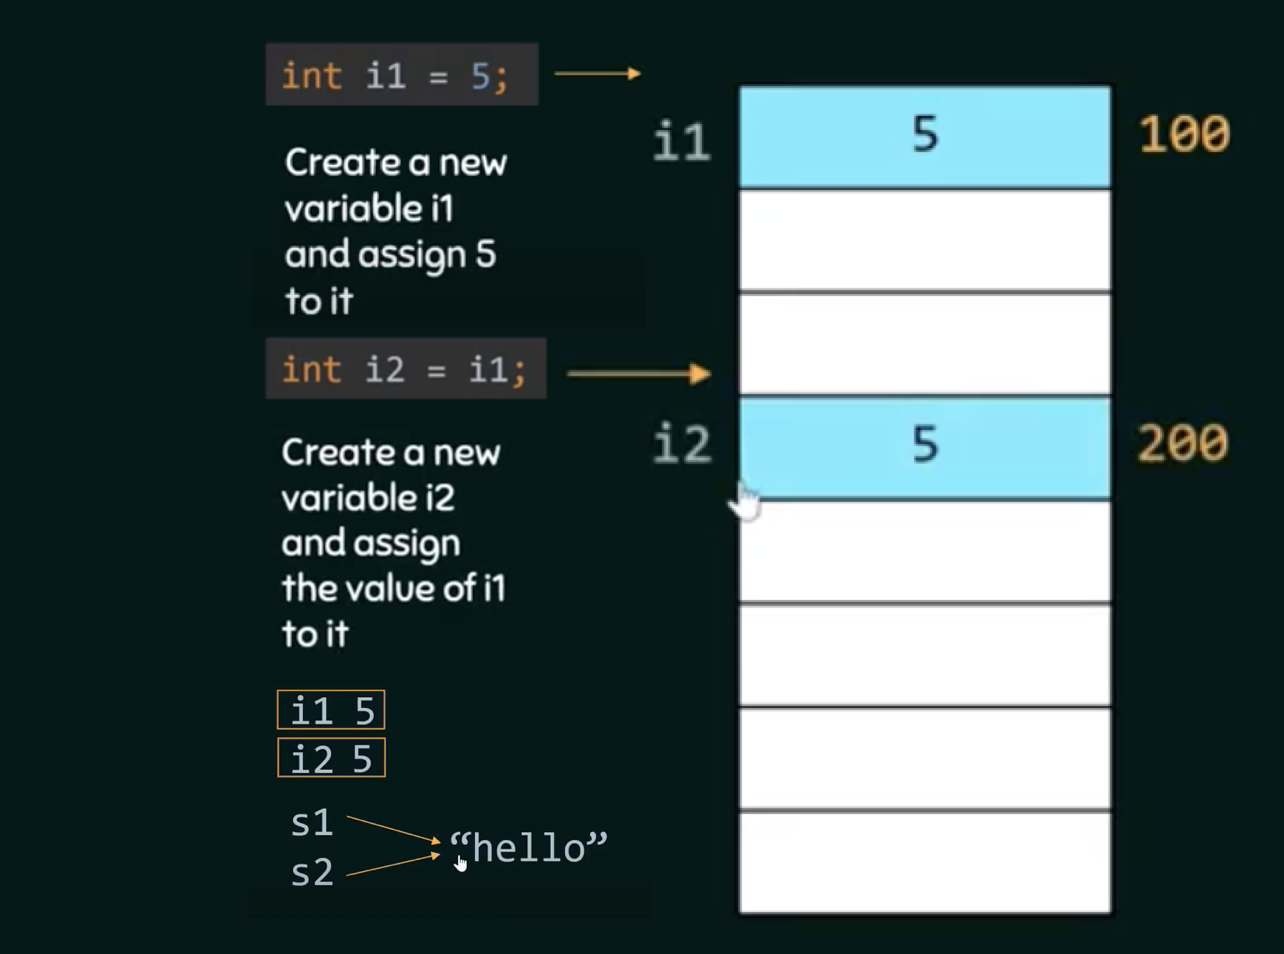 int i1 = 5;
Create a new
variable i1
and assign 5
to it
i1
5
100
int i2 = i1;
Create a new
variable i2
and assign
the value of i1
to it
i2
5
200
i1 5
i2 5
s1
s2
“hello”